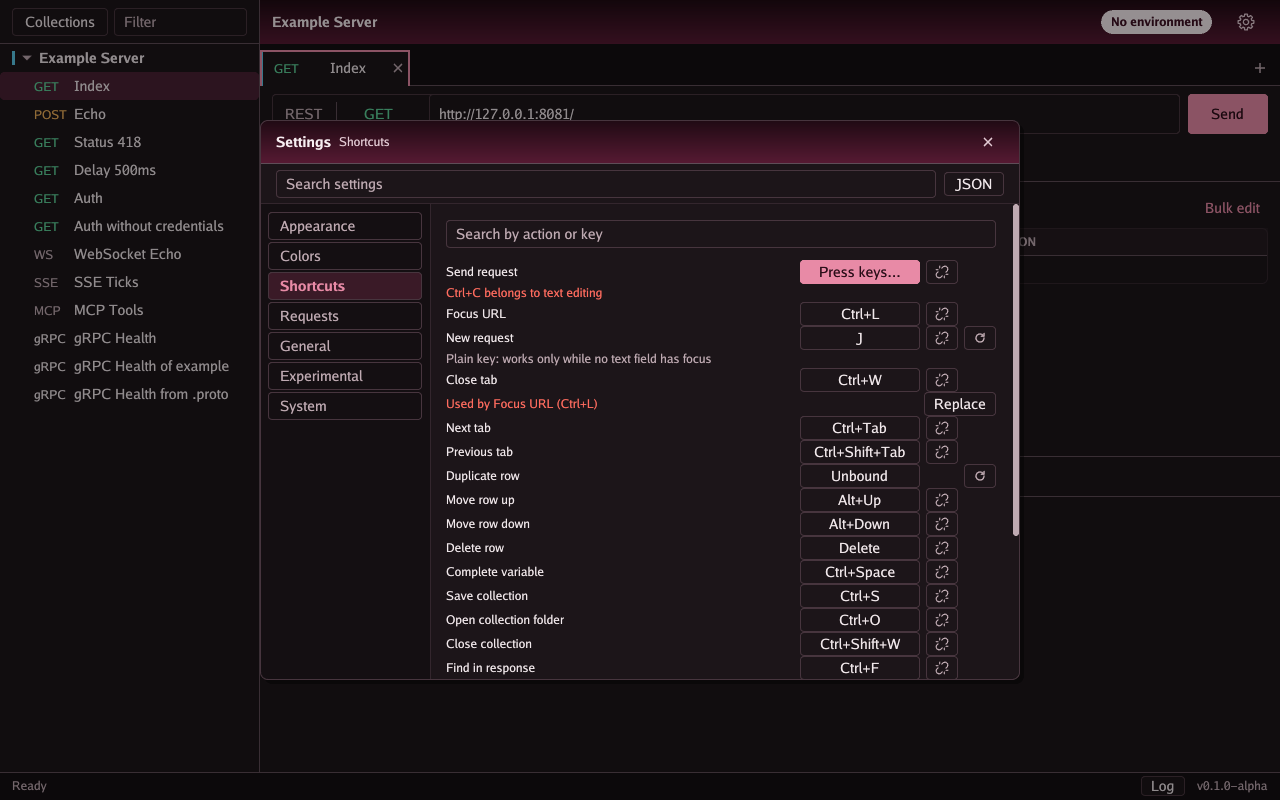 Collections
Filter
Example Server
No environment
Example Server
GET Index
POST Echo
GET Status 418
GET Delay 500ms
GET Auth
GET Auth without credentials
WS WebSocket Echo
SSE SSE Ticks
MCP MCP Tools
gRPC gRPC Health
gRPC gRPC Health of example
gRPC gRPC Health from .proto
GET Index
REST GET http://127.0.0.1:8081/ Send
Bulk edit
ON
Settings Shortcuts
Search settings JSON
Appearance
Colors
Shortcuts
Requests
General
Experimental
System
Search by action or key
Send request Press keys...
Ctrl+C belongs to text editing
Focus URL Ctrl+L
New request J
Plain key: works only while no text field has focus
Close tab Ctrl+W
Used by Focus URL (Ctrl+L) Replace
Next tab Ctrl+Tab
Previous tab Ctrl+Shift+Tab
Duplicate row Unbound
Move row up Alt+Up
Move row down Alt+Down
Delete row Delete
Complete variable Ctrl+Space
Save collection Ctrl+S
Open collection folder Ctrl+O
Close collection Ctrl+Shift+W
Find in response Ctrl+F
Ready
Log v0.1.0-alpha